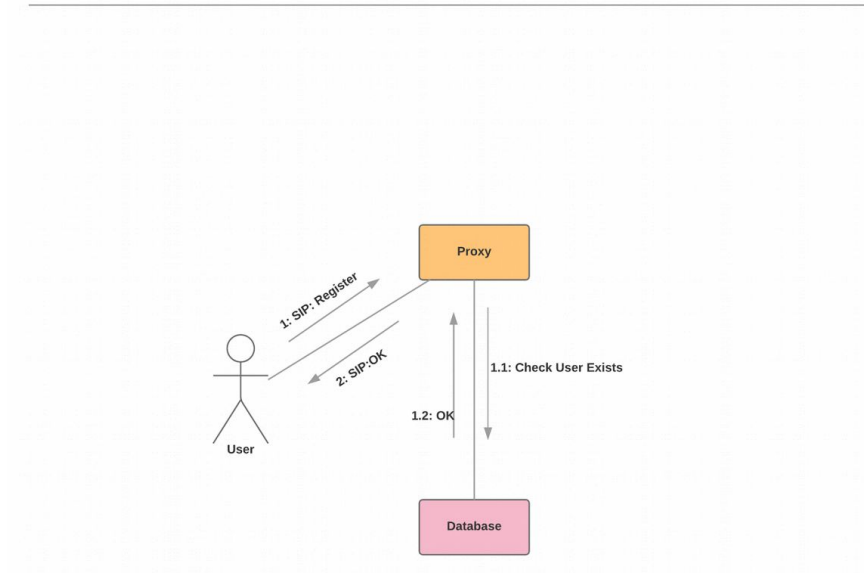 Proxy
1: SIP: Register
2: SIP:OK
1.1: Check User Exists
1.2: OK
User
Database